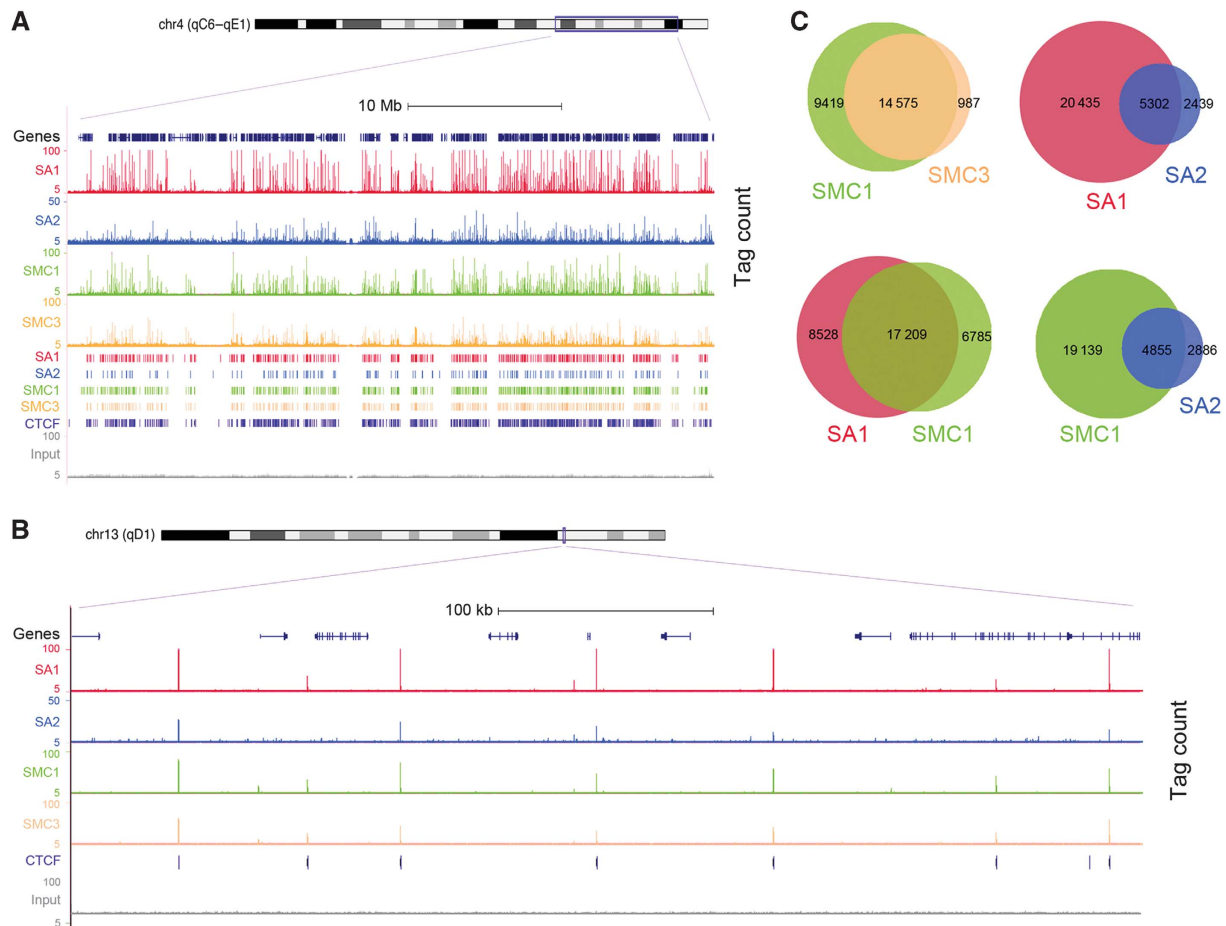 A
chr4 (qC6–qE1)
10 Mb
Genes
100
SA1
5
50
SA2
5
100
SMC1
5
100
SMC3
5
SA1
SA2
SMC1
SMC3
CTCF
100
Input
5
Tag count
B
chr13 (qD1)
100 kb
Genes
100
SA1
5
50
SA2
5
100
SMC1
5
100
SMC3
5
CTCF
100
Input
5
Tag count
C
9419
14 575
987
SMC1
SMC3
20 435
5302
2439
SA1
SA2
8528
17 209
6785
SA1
SMC1
19 139
4855
2886
SMC1
SA2